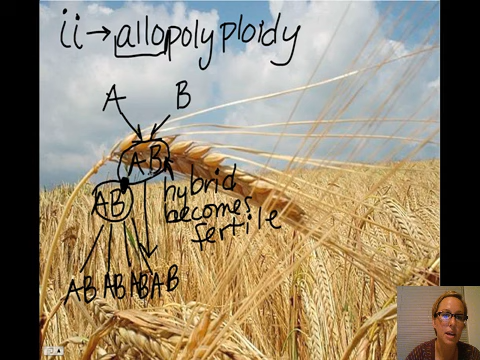 ii → allopolyploidy
A B
AB
hybrid
AB becomes
fertile
AB AB AB AB